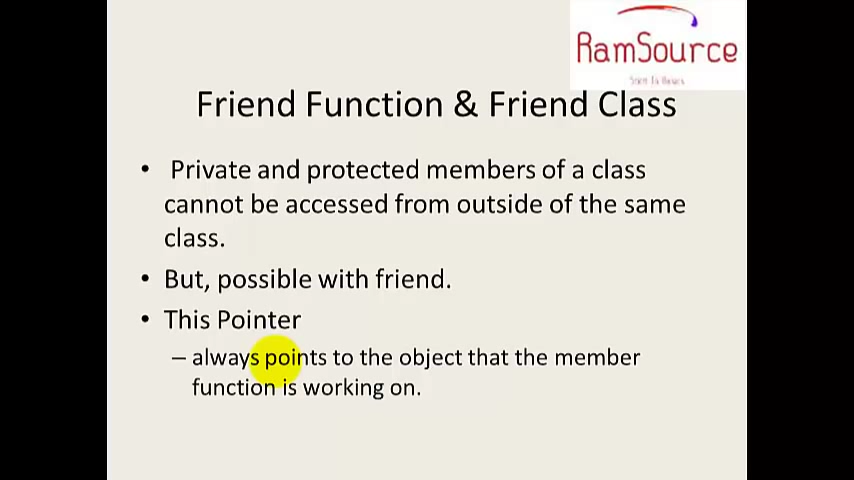 RamSource
Friend Function & Friend Class
• Private and protected members of a class
cannot be accessed from outside of the same
class.
• But, possible with friend.
• This Pointer
– always points to the object that the member
function is working on.